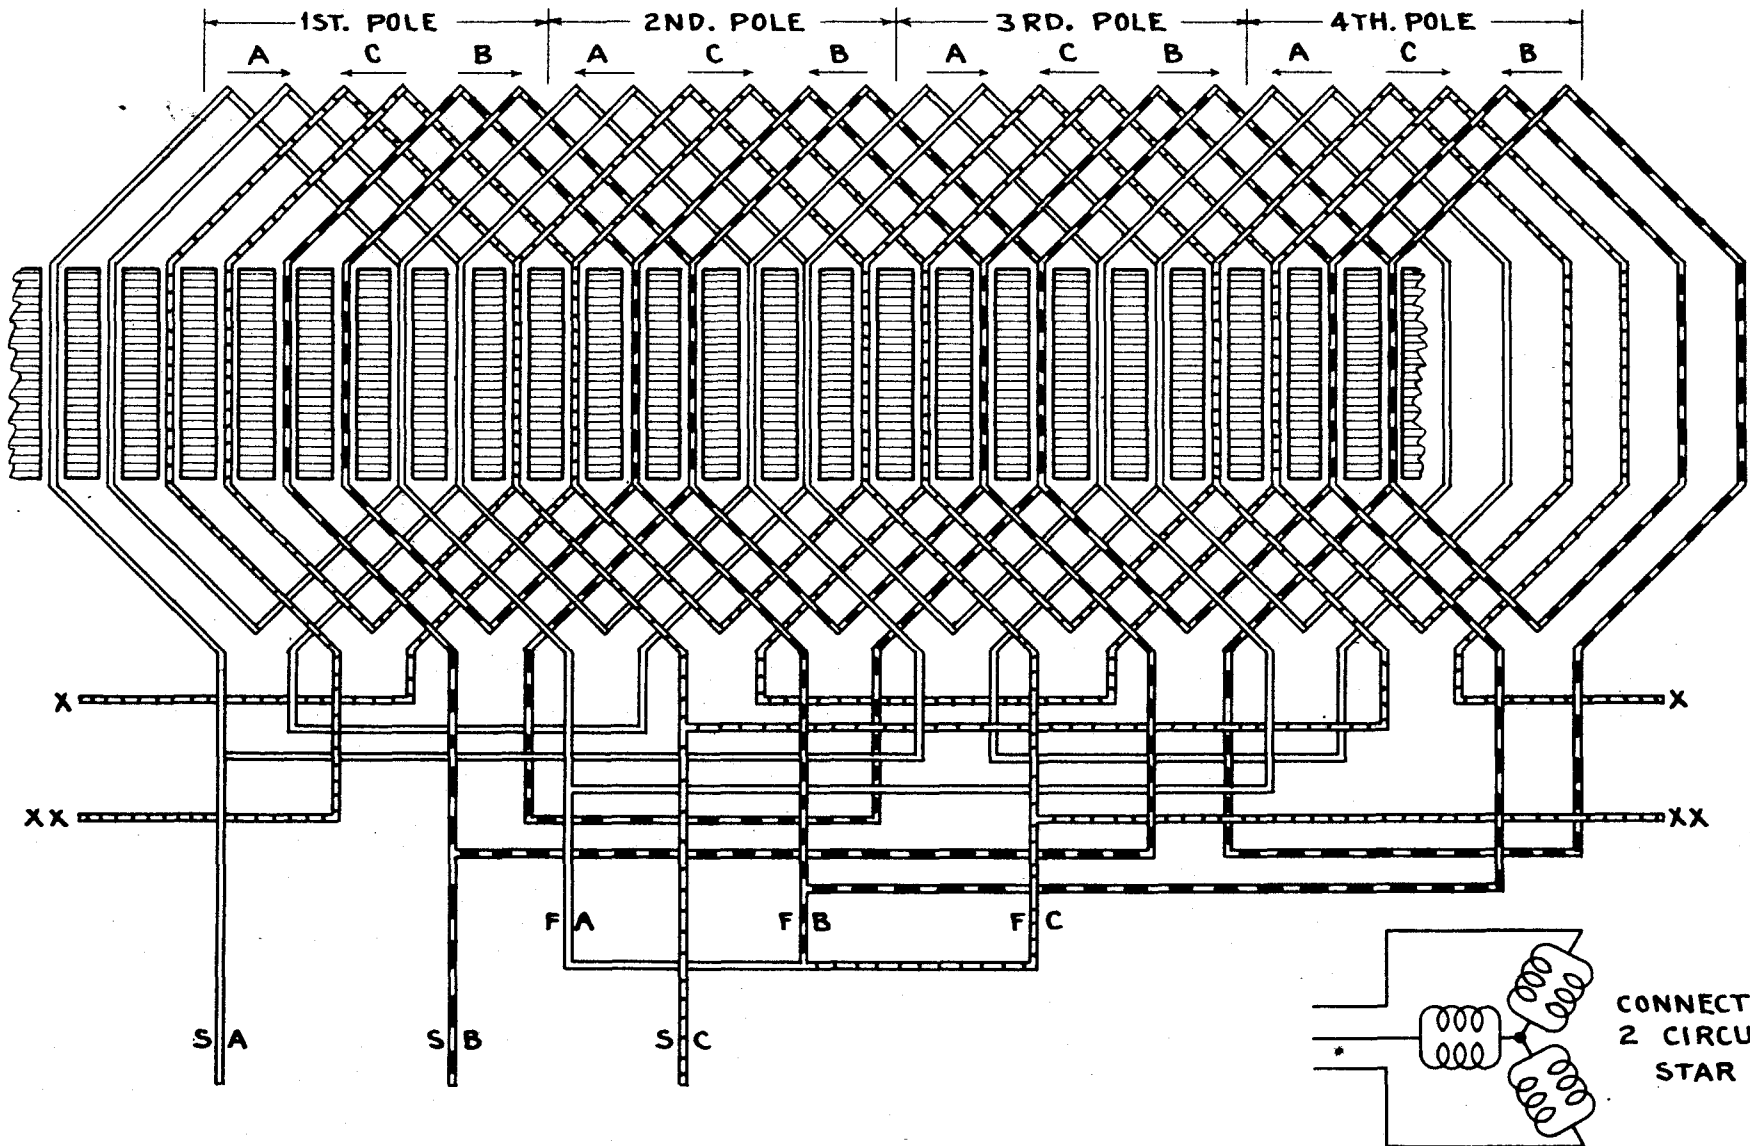 1ST. POLE 2ND. POLE 3RD. POLE 4TH. POLE
A C B A C B A C B A C B
X X
XX XX
F A F B F C
S A S B S C
CONNECT
2 CIRCU
STAR